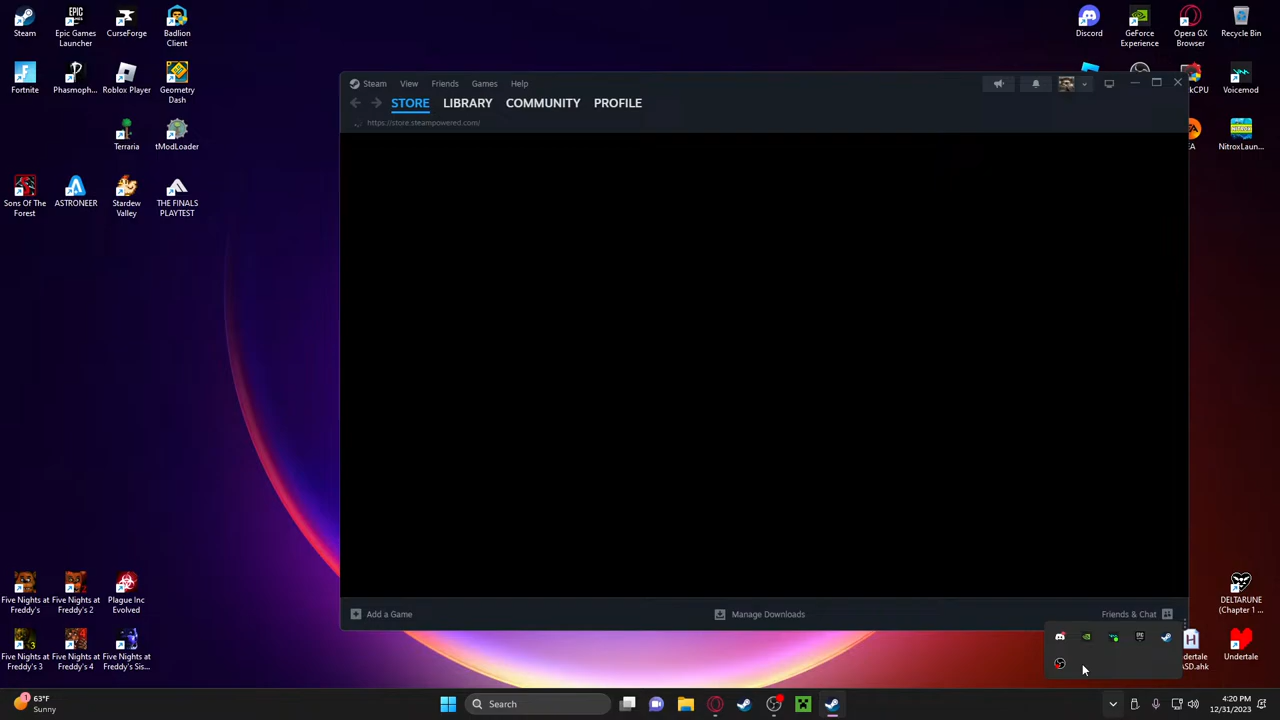 Steam
Epic Games Launcher
CurseForge
Badlion Client
Fortnite
Phasmoph...
Roblox Player
Geometry Dash
Terraria
tModLoader
Sons Of The Forest
ASTRONEER
Stardew Valley
THE FINALS PLAYTEST
Five Nights at Freddy's
Five Nights at Freddy's 2
Plague Inc Evolved
Five Nights at Freddy's 3
Five Nights at Freddy's 4
Five Nights at Freddy's Sis...
Discord
GeForce Experience
Opera GX Browser
Recycle Bin
Voicemod
NitroxLaun...
DELTARUNE (Chapter 1 ...
Undertale
Steam View Friends Games Help
STORE LIBRARY COMMUNITY PROFILE
https://store.steampowered.com/
Add a Game
Manage Downloads
Friends & Chat
63°F
Sunny
Search
4:20 PM
12/31/2023